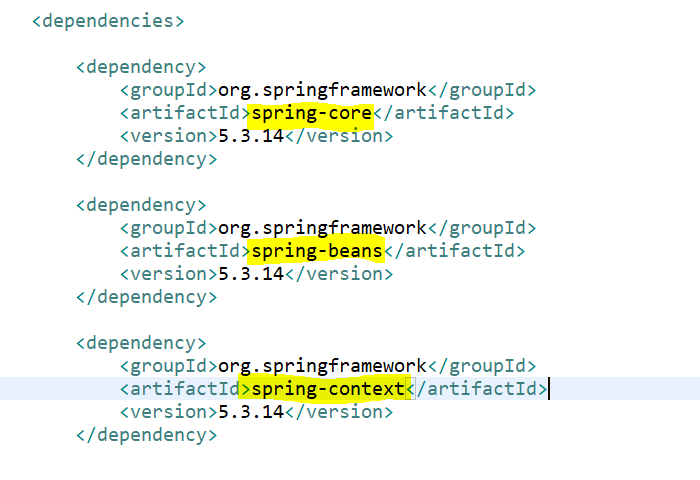 <dependencies>
<dependency>
<groupId>org.springframework</groupId>
<artifactId>spring-core</artifactId>
<version>5.3.14</version>
</dependency>
<dependency>
<groupId>org.springframework</groupId>
<artifactId>spring-beans</artifactId>
<version>5.3.14</version>
</dependency>
<dependency>
<groupId>org.springframework</groupId>
<artifactId>spring-context</artifactId>
<version>5.3.14</version>
</dependency>